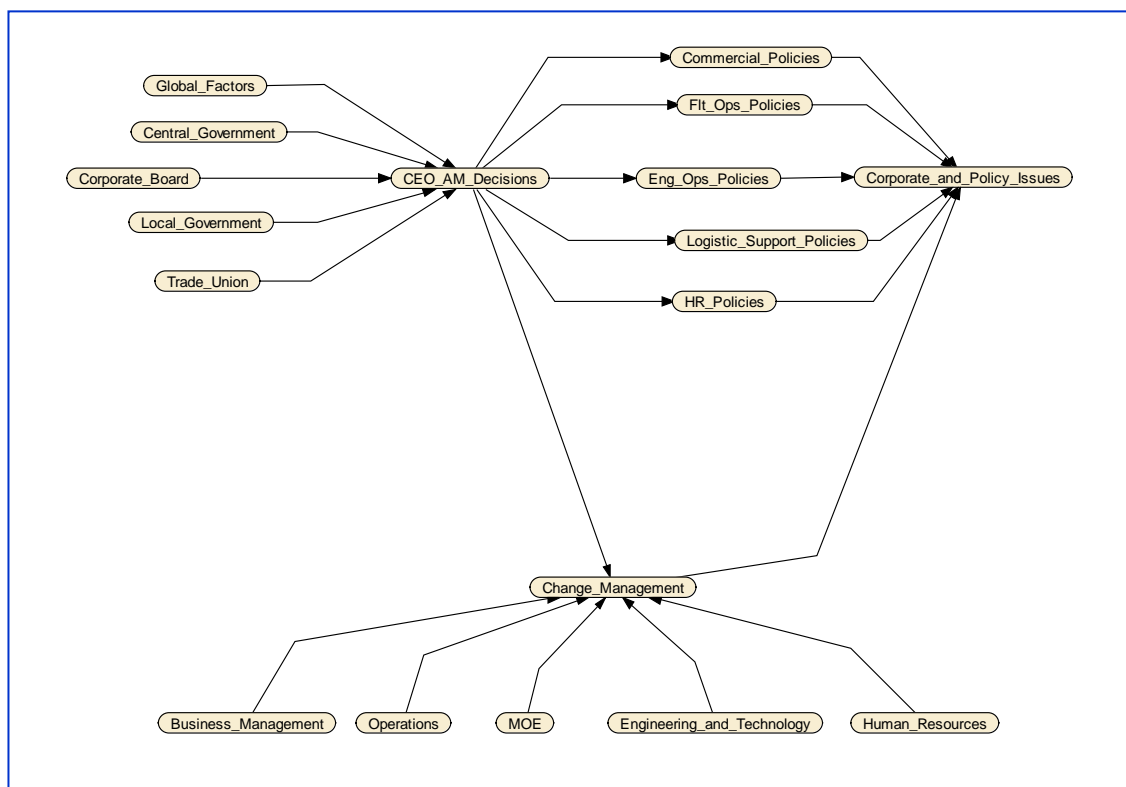 Commercial_Policies
Global_Factors
Flt_Ops_Policies
Central_Government
Corporate_Board
CEO_AM_Decisions
Eng_Ops_Policies
Corporate_and_Policy_Issues
Local_Government
Logistic_Support_Policies
Trade_Union
HR_Policies
Change_Management
Business_Management
Operations
MOE
Engineering_and_Technology
Human_Resources